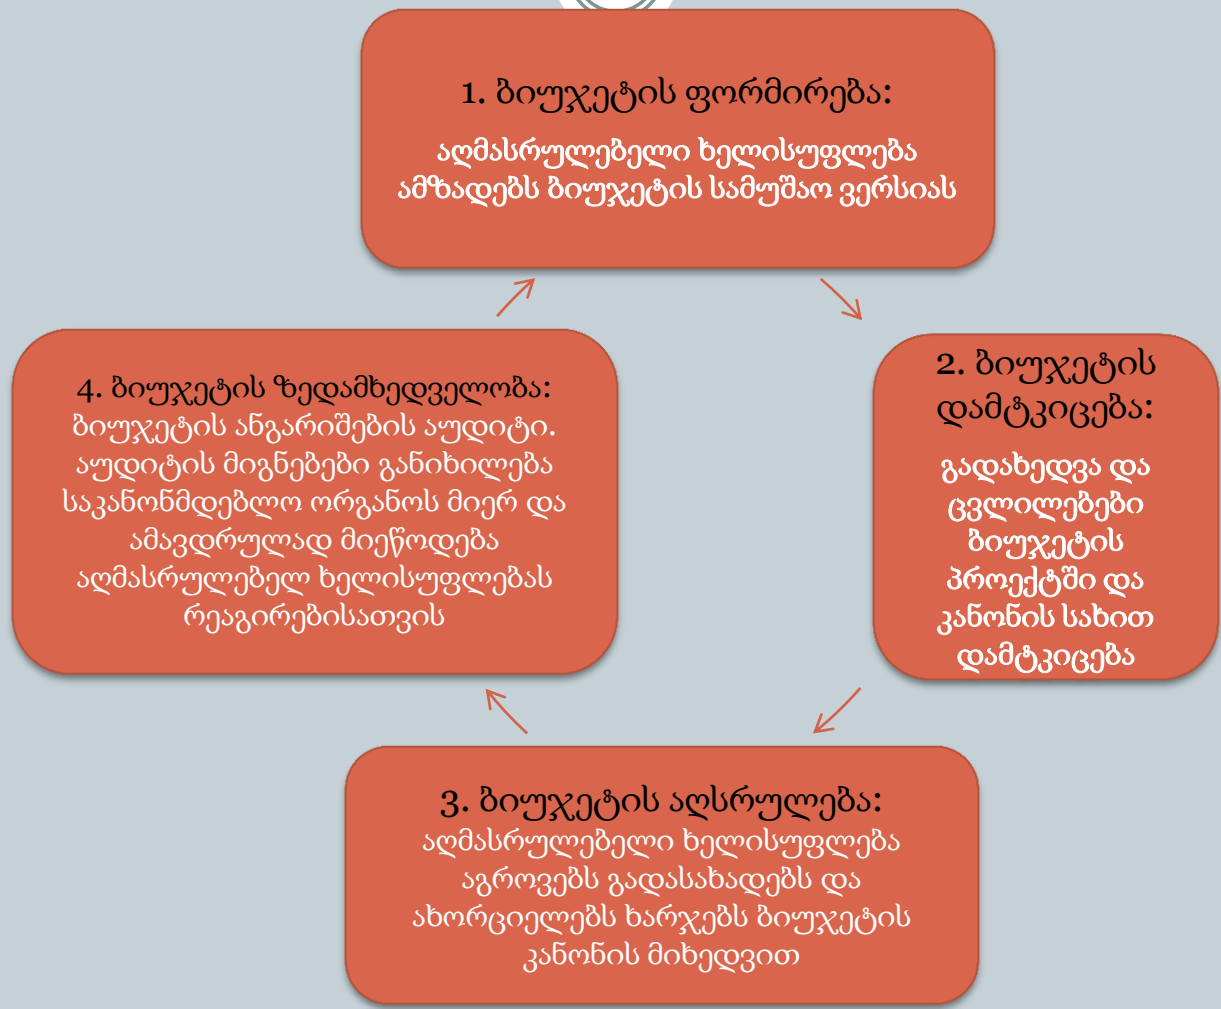 1. ბიუჯეტის ფორმირება:
აღმასრულებელი ხელისუფლება
ამზადებს ბიუჯეტის სამუშაო ვერსიას
2. ბიუჯეტის
დამტკიცება:
გადახედვა და
ცვლილებები
ბიუჯეტის
პროექტში და
კანონის სახით
დამტკიცება
3. ბიუჯეტის აღსრულება:
აღმასრულებელი ხელისუფლება
აგროვებს გადასახადებს და
ახორციელებს ხარჯებს ბიუჯეტის
კანონის მიხედვით
4. ბიუჯეტის ზედამხედველობა:
ბიუჯეტის ანგარიშების აუდიტი.
აუდიტის მიგნებები განიხილება
საკანონმდებლო ორგანოს მიერ და
ამავდრულად მიეწოდება
აღმასრულებელ ხელისუფლებას
რეაგირებისათვის